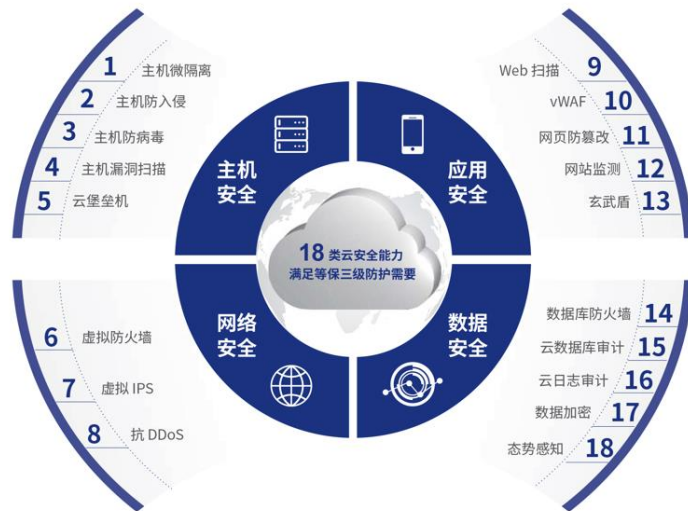 1 主机微隔离
2 主机防入侵
3 主机防病毒
4 主机漏洞扫描
5 云堡垒机
主机
安全
应用
安全
Web 扫描 9
vWAF 10
网页防篡改 11
网站监测 12
玄武盾 13
18 类云安全能力
满足等保三级防护需要
6 虚拟防火墙
7 虚拟 IPS
8 抗 DDoS
网络
安全
数据
安全
数据库防火墙 14
云数据库审计 15
云日志审计 16
数据加密 17
态势感知 18